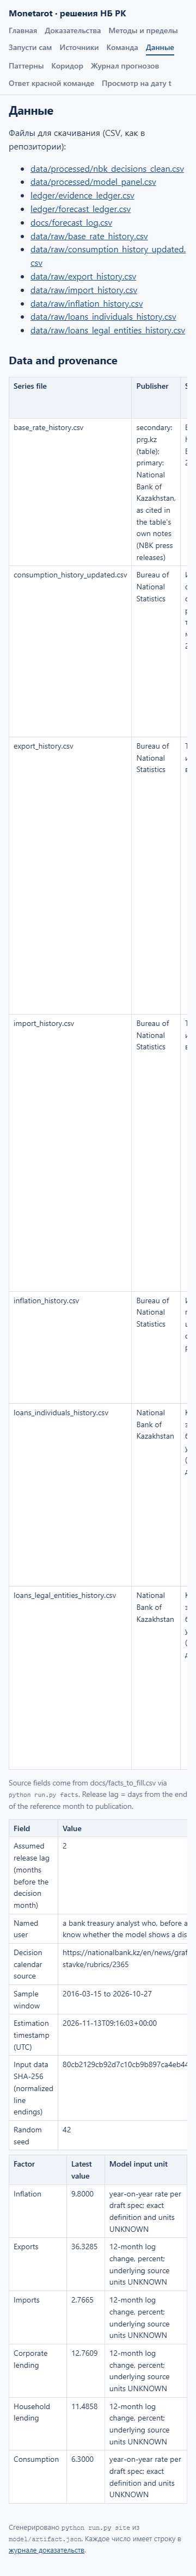 Monetarot · решения НБ РК
Главная Доказательства Методы и пределы
Запусти сам Источники Команда Данные
Паттерны Коридор Журнал прогнозов
Ответ красной команде Просмотр на дату t
Данные
Файлы для скачивания (CSV, как в
репозитории):
data/processed/nbk_decisions_clean.csv
data/processed/model_panel.csv
ledger/evidence_ledger.csv
ledger/forecast_ledger.csv
docs/forecast_log.csv
data/raw/base_rate_history.csv
data/raw/consumption_history_updated.
csv
data/raw/export_history.csv
data/raw/import_history.csv
data/raw/inflation_history.csv
data/raw/loans_individuals_history.csv
data/raw/loans_legal_entities_history.csv
Data and provenance
Series file Publisher
base_rate_history.csv secondary:
prg.kz
(table);
primary:
National
Bank of
Kazakhstan,
as cited in
the table's
own notes
(NBK press
releases)
consumption_history_updated.csv Bureau of
National
Statistics
export_history.csv Bureau of
National
Statistics
import_history.csv Bureau of
National
Statistics
inflation_history.csv Bureau of
National
Statistics
loans_individuals_history.csv National
Bank of
Kazakhstan
loans_legal_entities_history.csv National
Bank of
Kazakhstan
Source fields come from docs/facts_to_fill.csv via
python run.py facts. Release lag = days from the end
of the reference month to publication.
Field Value
Assumed 2
release lag
(months
before the
decision
month)
Named a bank treasury analyst who, before a
user know whether the model shows a dis
Decision https://nationalbank.kz/en/news/graf
calendar stavke/rubrics/2365
source
Sample 2016-03-15 to 2026-10-27
window
Estimation 2026-11-13T09:16:03+00:00
timestamp
(UTC)
Input data 80cb2129cb92d7c10cb9b897ca4eb44
SHA-256
(normalized
line
endings)
Random 42
seed
Factor Latest Model input unit
value
Inflation 9.8000 year-on-year rate per
draft spec; exact
definition and units
UNKNOWN
Exports 36.3285 12-month log
change, percent;
underlying source
units UNKNOWN
Imports 2.7665 12-month log
change, percent;
underlying source
units UNKNOWN
Corporate 12.7609 12-month log
lending change, percent;
underlying source
units UNKNOWN
Household 11.4858 12-month log
lending change, percent;
underlying source
units UNKNOWN
Consumption 6.3000 year-on-year rate per
draft spec; exact
definition and units
UNKNOWN
Сгенерировано python run.py site из
model/artifact.json. Каждое число имеет строку в
журнале доказательств.